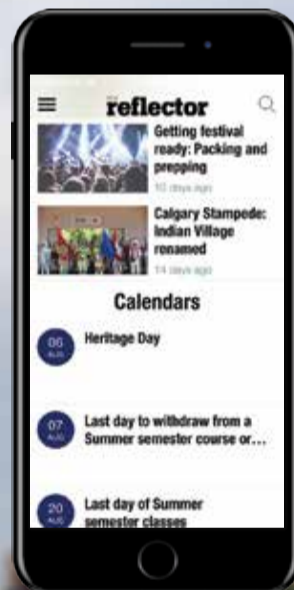 the
reflector
Getting festival
ready: Packing and
prepping
10 days ago
Calgary Stampede:
Indian Village
renamed
14 days ago
Calendars
06
AUG
Heritage Day
07
AUG
Last day to withdraw from a
Summer semester course or...
20
AUG
Last day of Summer
semester classes